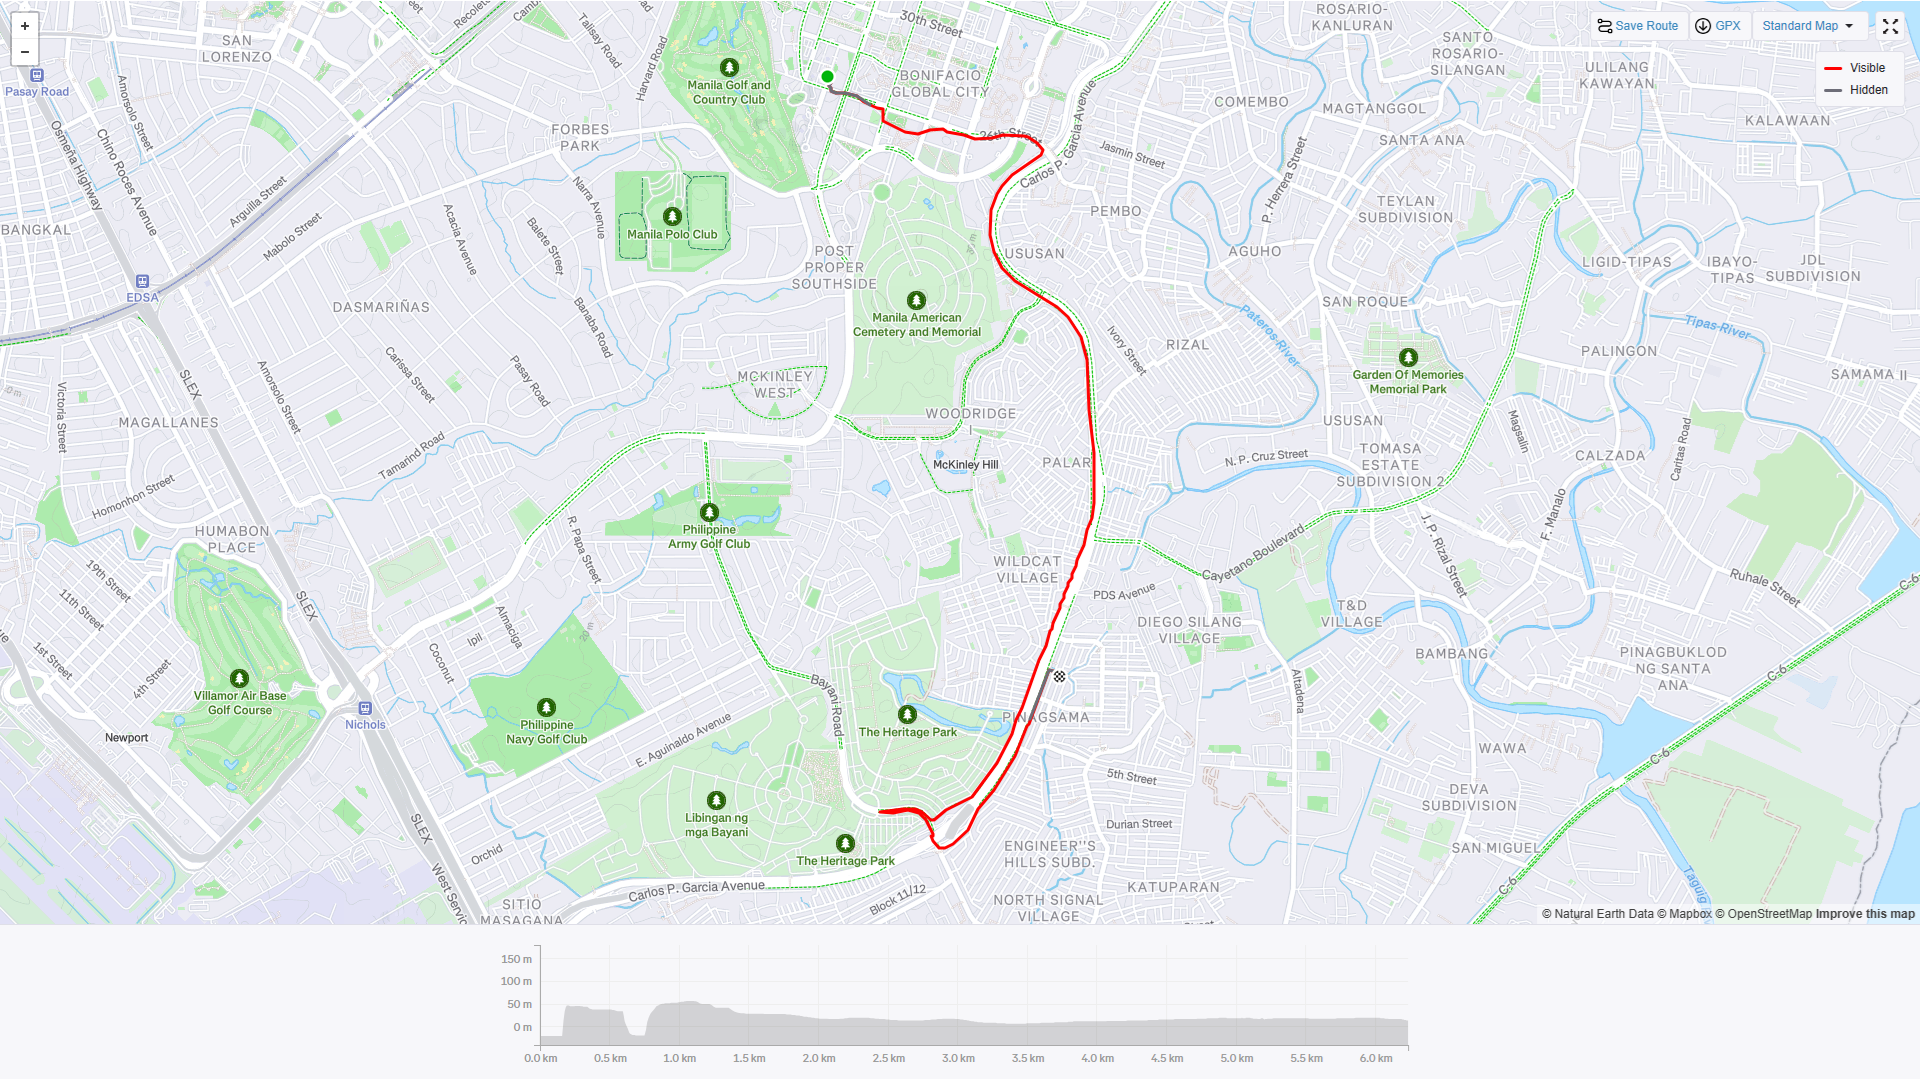 +
−
Save Route
GPX
Standard Map
Visible
Hidden
SAN
LORENZO
Recoletos
Talisay Road
Harvard Road
30th Street
ROSARIO-
KANLURAN
SANTO
ROSARIO-
SILANGAN
ULILANG
KAWAYAN
Pasay Road
Amorsolo Street
Manila Golf and
Country Club
BONIFACIO
GLOBAL CITY
COMEMBO
MAGTANGGOL
KALAWAAN
FORBES
PARK
26th Street
Carlos P. Garcia Avenue
SANTA ANA
Osmeña Highway
Chino Roces Avenue
Jasmin Street
Carlos P.
P. Herrera Street
Arguilla Street
Narra Avenue
Acacia Avenue
Balete Street
Mabolo Street
BANGKAL
Manila Polo Club
PEMBO
TEYLAN
SUBDIVISION
POST
PROPER
SOUTHSIDE
35 m
USUSAN
AGUHO
LIGID-TIPAS
IBAYO-
TIPAS
JDL
SUBDIVISION
EDSA
DASMARIÑAS
Banaba Road
Manila American
Cemetery and Memorial
SAN ROQUE
Pateros River
Tipas River
Ivory Street
RIZAL
PALINGON
SLEX
Amorsolo Street
Carissa Street
Pasay Road
MCKINLEY
WEST
Garden Of Memories
Memorial Park
SAMAMA II
Victoria Street
MAGALLANES
WOODRIDGE
I
USUSAN
Magsalin
Caritas Road
Tamarind Road
McKinley Hill
PALAR
N. P. Cruz Street
TOMASA
ESTATE
SUBDIVISION 2
CALZADA
Homonhon Street
HUMABON
PLACE
Philippine
Army Golf Club
R. Papa Street
F. Manalo
J. P. Rizal Street
Cayetano Boulevard
19th Street
11th Street
SLEX
WILDCAT
VILLAGE
PDS Avenue
Ruhale Street
C-6
1st Street
4th Street
Almaciga
Ipil
Coconut
20 m
T&D
VILLAGE
DIEGO SILANG
VILLAGE
BAMBANG
PINAGBUKLOD
NG SANTA
ANA
C-6
Villamor Air Base
Golf Course
Nichols
Newport
Philippine
Navy Golf Club
E. Aguinaldo Avenue
Bayani Road
The Heritage Park
PINAGSAMA
Altadena
WAWA
C-6
5th Street
DEVA
SUBDIVISION
Libingan ng
mga Bayani
The Heritage Park
Durian Street
SLEX
Orchid
ENGINEER''S
HILLS SUBD.
SAN MIGUEL
Carlos P. Garcia Avenue
Block 11/12
KATUPARAN
C-6
SITIO
MASAGANA
NORTH SIGNAL
VILLAGE
© Natural Earth Data © Mapbox © OpenStreetMap Improve this map
150 m
100 m
50 m
0 m
0.0 km
0.5 km
1.0 km
1.5 km
2.0 km
2.5 km
3.0 km
3.5 km
4.0 km
4.5 km
5.0 km
5.5 km
6.0 km